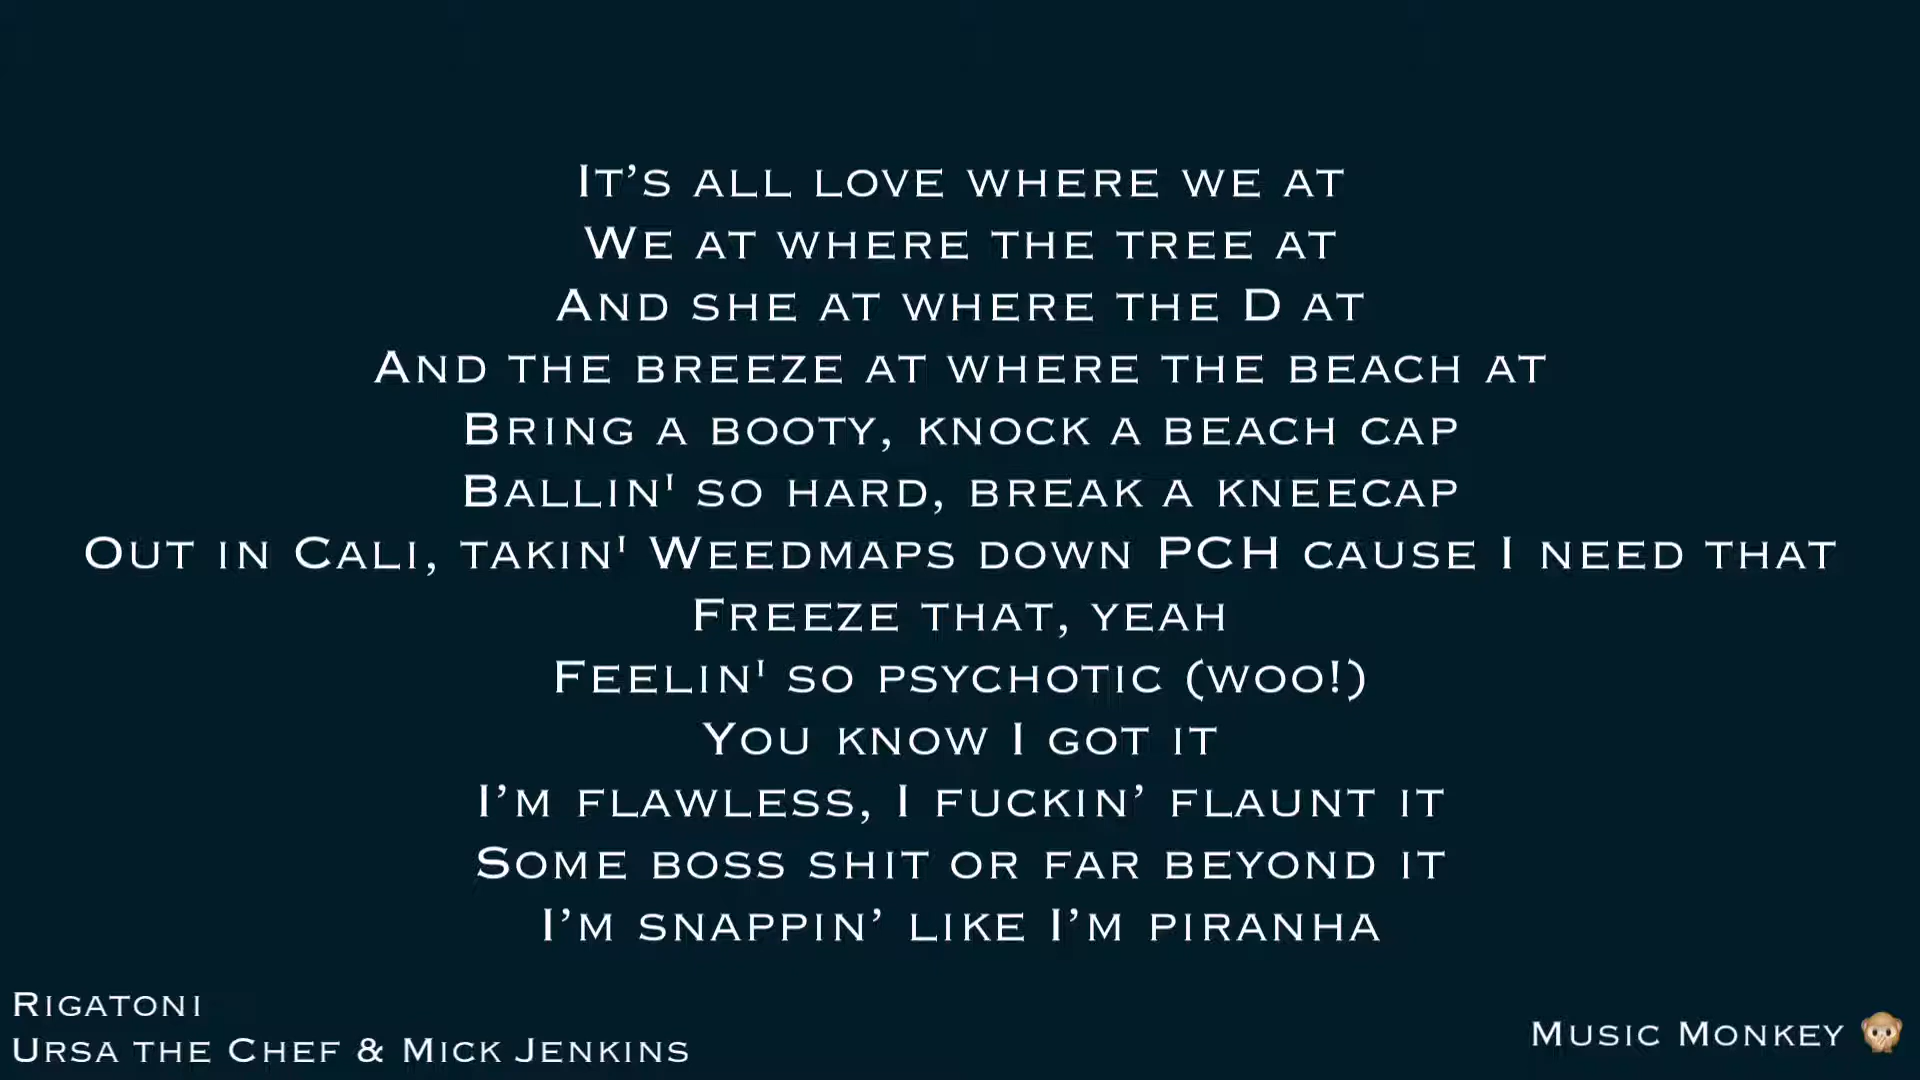 It’s all love where we at
We at where the tree at
And she at where the D at
And the breeze at where the beach at
Bring a booty, knock a beach cap
Ballin' so hard, break a kneecap
Out in Cali, takin' Weedmaps down PCH cause I need that
Freeze that, yeah
Feelin' so psychotic (woo!)
You know I got it
I’m flawless, I fuckin’ flaunt it
Some boss shit or far beyond it
I’m snappin’ like I’m piranha
Rigatoni
Ursa the Chef & Mick Jenkins
Music Monkey 🙊